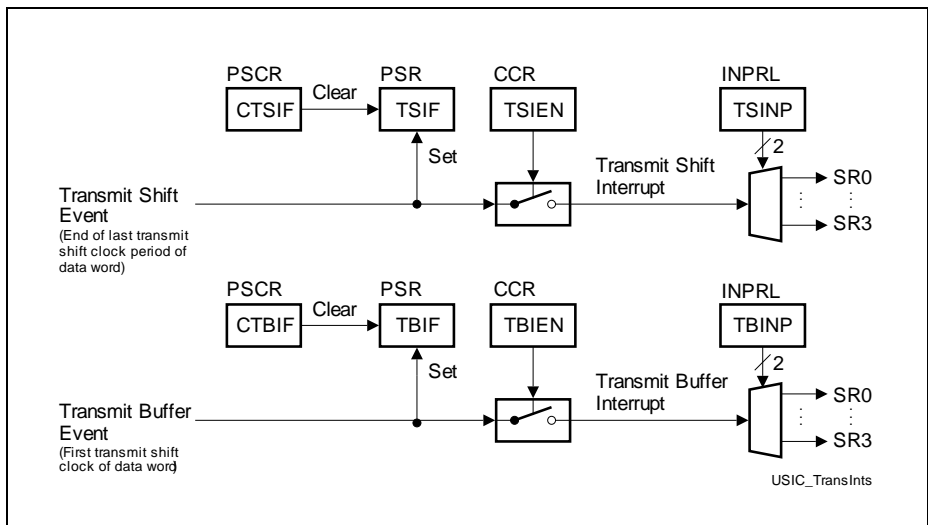 PSCR
PSR
CCR
INPRL
CTSIF
Clear
TSIF
TSIEN
TSINP
Set
2
Transmit Shift
Interrupt
SR0
SR3
Transmit Shift
Event
(End of last transmit
shift clock period of
data word)
PSCR
PSR
CCR
INPRL
CTBIF
Clear
TBIF
TBIEN
TBINP
Set
2
Transmit Buffer
Interrupt
SR0
SR3
Transmit Buffer
Event
(First transmit shift
clock of data word)
USIC_TransInts